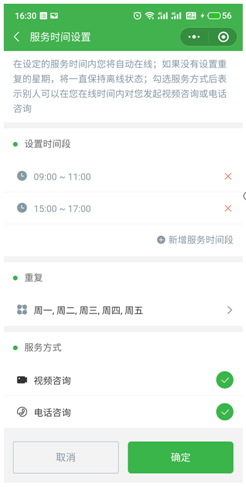 16:30
56
服务时间设置
在设定的服务时间内您将自动在线；如果没有设置重
复的星期，将一直保持离线状态；勾选服务方式后表
示别人可以在您在线时间内对您发起视频咨询或电话
咨询
设置时间段
09:00 ~ 11:00
15:00 ~ 17:00
新增服务时间段
重复
周一, 周二, 周三, 周四, 周五
服务方式
视频咨询
电话咨询
取消
确定